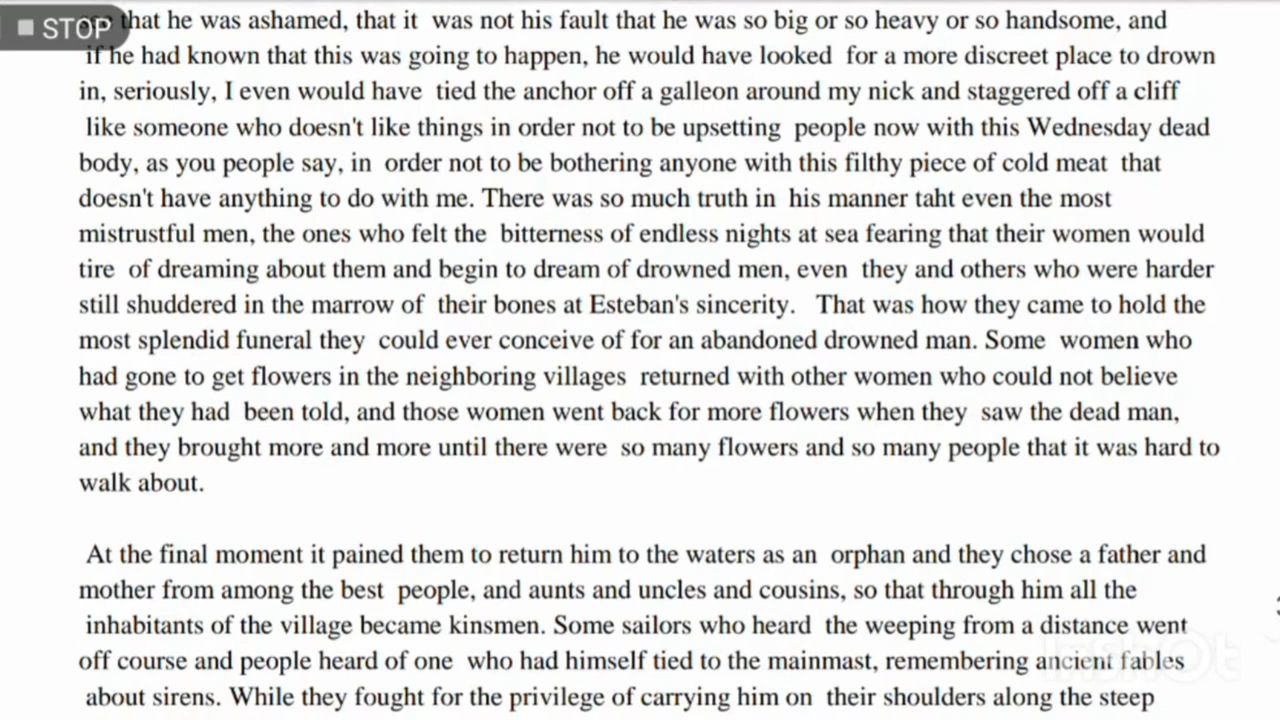 STOP
that he was ashamed, that it was not his fault that he was so big or so heavy or so handsome, and
if he had known that this was going to happen, he would have looked for a more discreet place to drown
in, seriously, I even would have tied the anchor off a galleon around my nick and staggered off a cliff
like someone who doesn't like things in order not to be upsetting people now with this Wednesday dead
body, as you people say, in order not to be bothering anyone with this filthy piece of cold meat that
doesn't have anything to do with me. There was so much truth in his manner taht even the most
mistrustful men, the ones who felt the bitterness of endless nights at sea fearing that their women would
tire of dreaming about them and begin to dream of drowned men, even they and others who were harder
still shuddered in the marrow of their bones at Esteban's sincerity. That was how they came to hold the
most splendid funeral they could ever conceive of for an abandoned drowned man. Some women who
had gone to get flowers in the neighboring villages returned with other women who could not believe
what they had been told, and those women went back for more flowers when they saw the dead man,
and they brought more and more until there were so many flowers and so many people that it was hard to
walk about.
At the final moment it pained them to return him to the waters as an orphan and they chose a father and
mother from among the best people, and aunts and uncles and cousins, so that through him all the
inhabitants of the village became kinsmen. Some sailors who heard the weeping from a distance went
off course and people heard of one who had himself tied to the mainmast, remembering ancient fables
about sirens. While they fought for the privilege of carrying him on their shoulders along the steep
InShOt